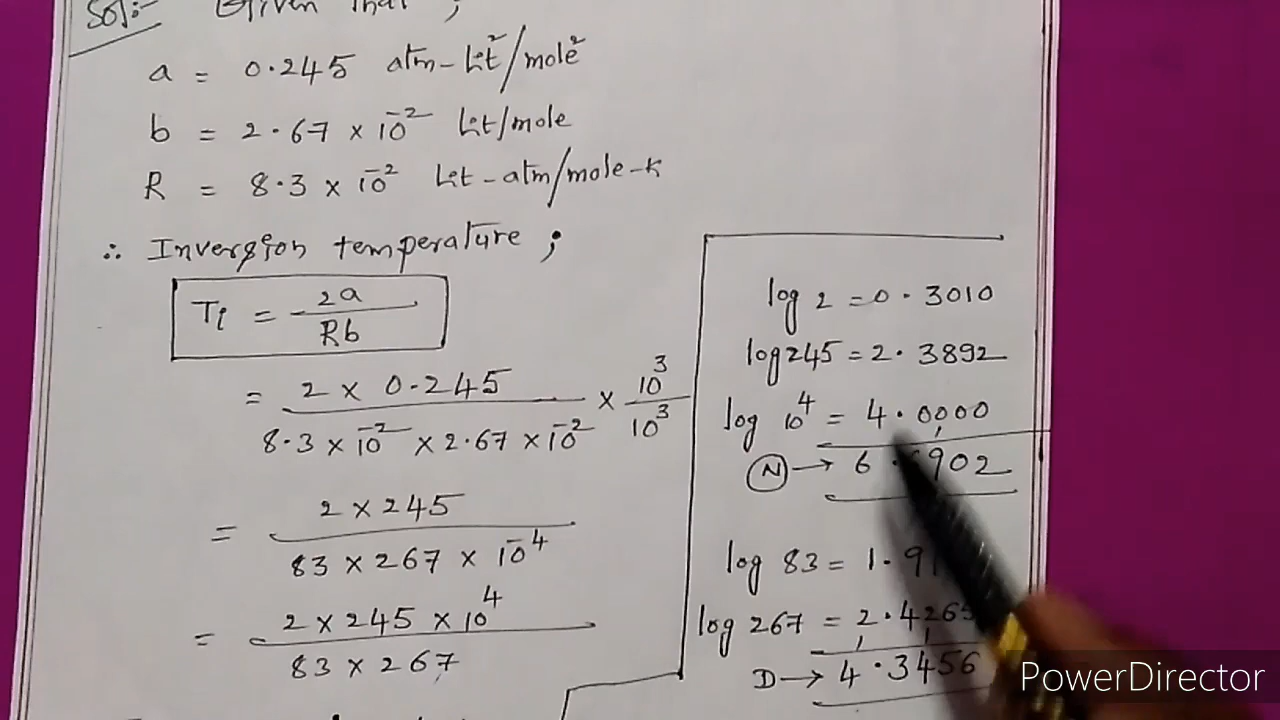 Sol:- Given that ;
a = 0.245 atm-Lit²/mole²
b = 2.67 × 10⁻² Lit/mole
R = 8.3 × 10⁻² Lit-atm/mole-K
∴ Inversion temperature ;
Ti = 2a / Rb
= 2 × 0.245 / 8.3 × 10⁻² × 2.67 × 10⁻² × 10³ / 10³
= 2 × 245 / 83 × 267 × 10⁻⁴
= 2 × 245 × 10⁴ / 83 × 267
log 2 = 0.3010
log 245 = 2.3892
log 10⁴ = 4.0000
N → 6. 902
log 83 = 1.9
log 267 = 2.4265
D → 4.3456
PowerDirector